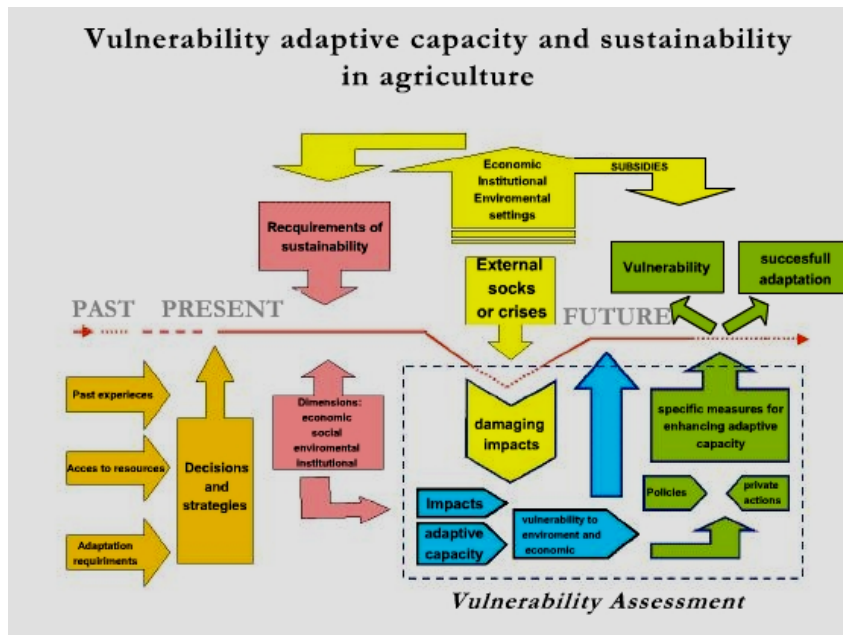 Vulnerability adaptive capacity and sustainability
in agriculture
Economic
Institutional
Enviromental
settings
SUBSIDIES
Recquirements of
sustainability
External
socks
or crises
Vulnerability
succesfull
adaptation
PAST
PRESENT
FUTURE
Past experieces
Acces to resources
Adaptation
requiriments
Decisions
and
strategies
Dimensions:
economic
social
enviromental
institutional
damaging
impacts
Impacts
adaptive
capacity
vulnerability to
enviroment and
economic
specific measures for
enhancing adaptive
capacity
Policies
private
actions
Vulnerability Assessment